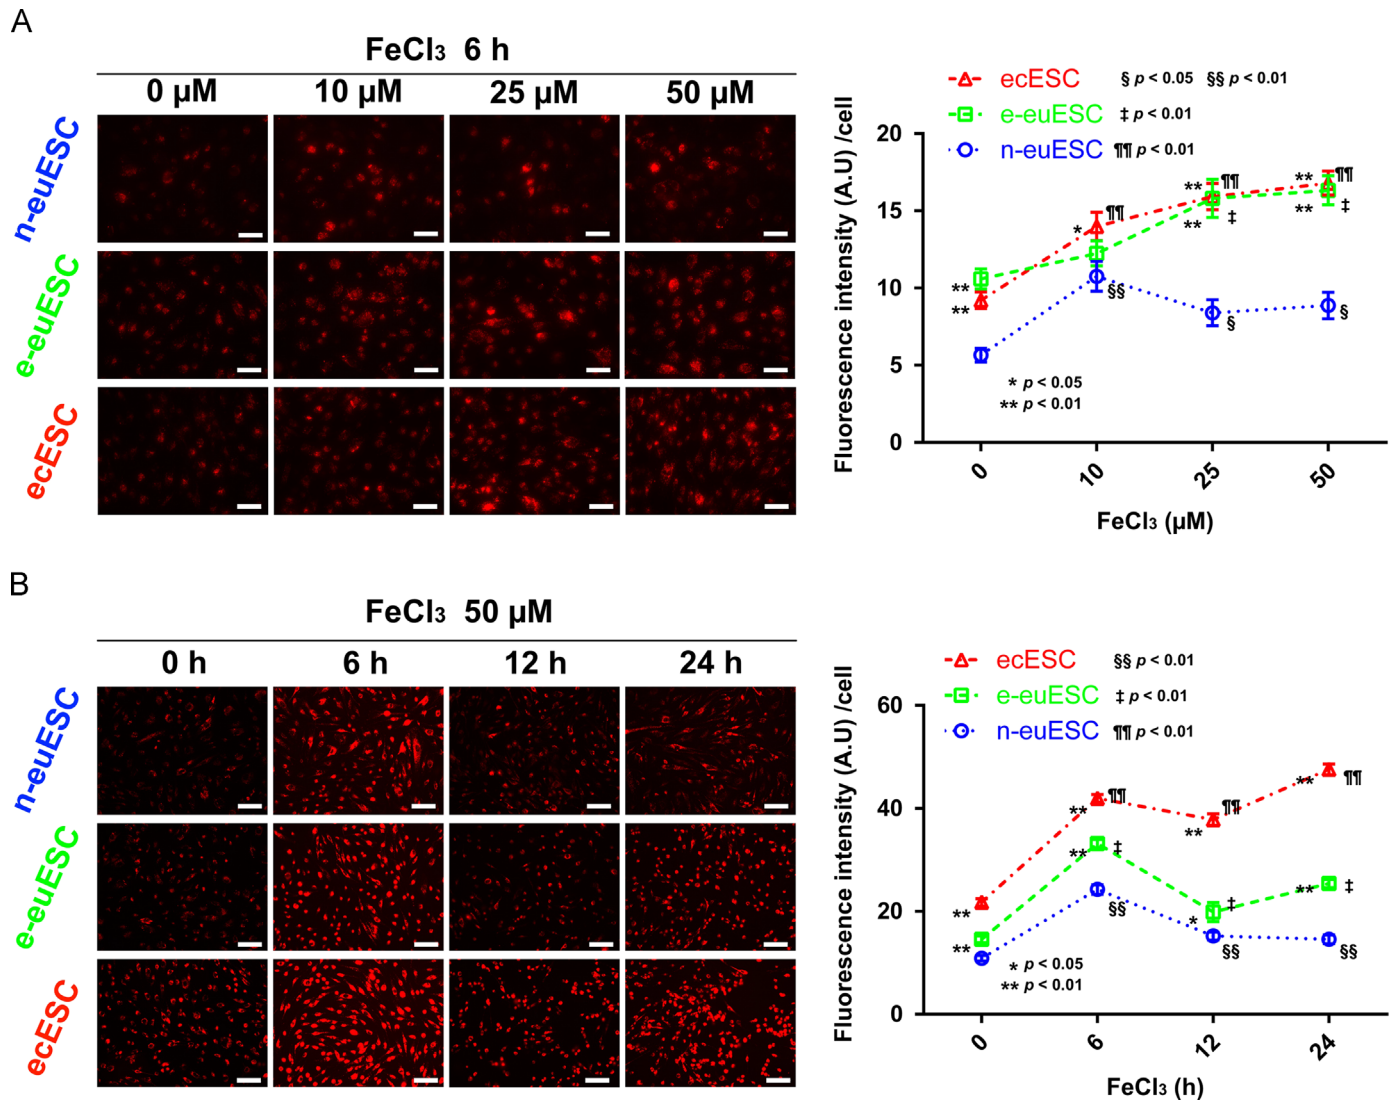 A
FeCl3 6 h
0 µM 10 µM 25 µM 50 µM
n-euESC
e-euESC
ecESC
ecESC § p < 0.05 §§ p < 0.01
e-euESC ‡ p < 0.01
n-euESC ¶¶ p < 0.01
Fluorescence intensity (A.U) /cell
20
15
10
5
0
** ** * ¶¶ §§ ** ¶¶ ** ‡ § ** ¶¶ ** ‡ §
* p < 0.05
** p < 0.01
0 10 25 50
FeCl3 (µM)
B
FeCl3 50 µM
0 h 6 h 12 h 24 h
n-euESC
e-euESC
ecESC
ecESC §§ p < 0.01
e-euESC ‡ p < 0.01
n-euESC ¶¶ p < 0.01
Fluorescence intensity (A.U) /cell
60
40
20
0
** ** ** ¶¶ ** ‡ §§ ** ¶¶ * ‡ §§ ** ¶¶ ** ‡ §§
* p < 0.05
** p < 0.01
0 6 12 24
FeCl3 (h)